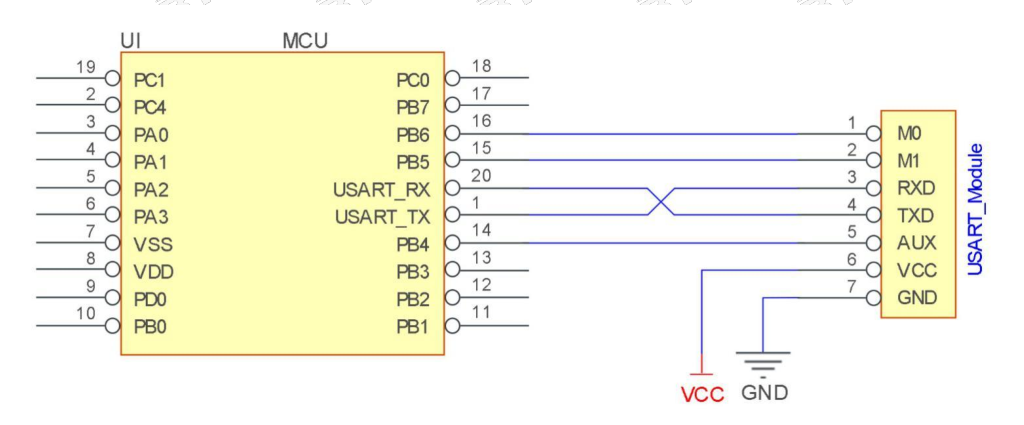 UI MCU
19 PC1 PC0 18
2 PC4 PB7 17
3 PA0 PB6 16 1 M0
4 PA1 PB5 15 2 M1
5 PA2 USART_RX 20 3 RXD
6 PA3 USART_TX 1 4 TXD
7 VSS PB4 14 5 AUX
8 VDD PB3 13 6 VCC
9 PD0 PB2 12 7 GND
10 PB0 PB1 11
USART_Module
VCC GND